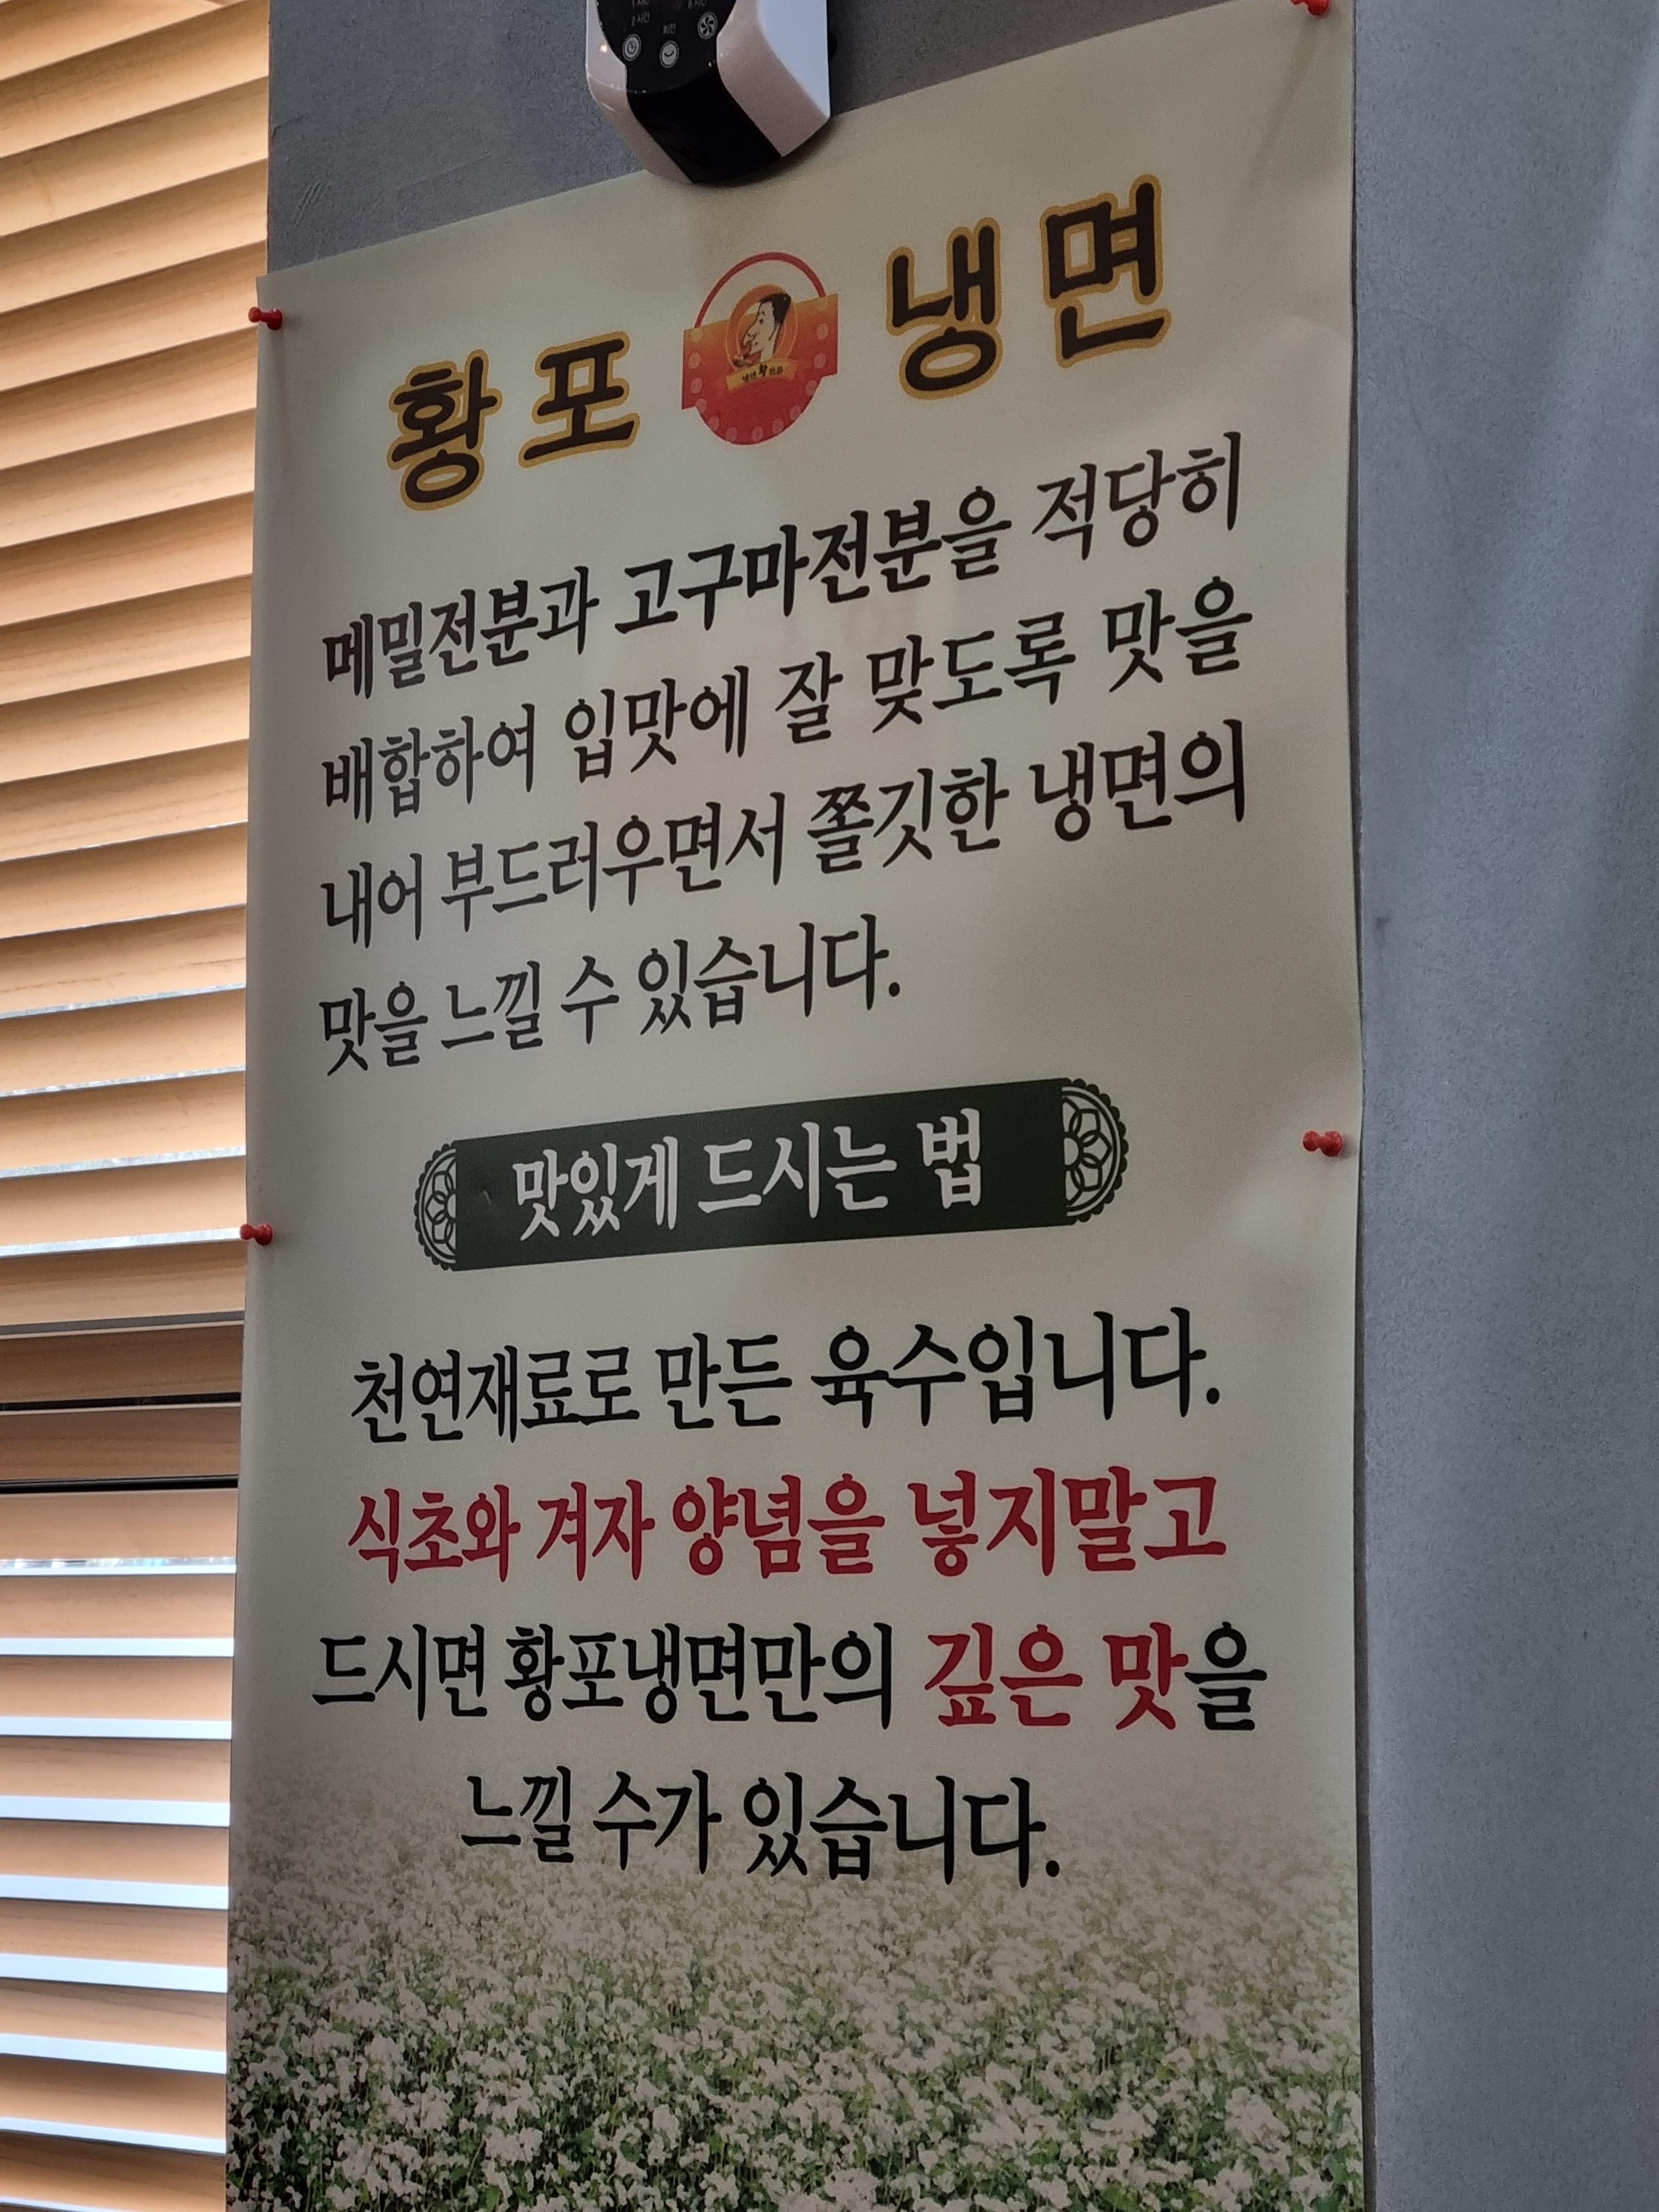 황포 냉면
메밀전분과 고구마전분을 적당히
배합하여 입맛에 잘 맞도록 맛을
내어 부드러우면서 쫄깃한 냉면의
맛을 느낄 수 있습니다.
맛있게 드시는 법
천연재료로 만든 육수입니다.
식초와 겨자 양념을 넣지말고
드시면 황포냉면만의 깊은 맛을
느낄 수가 있습니다.